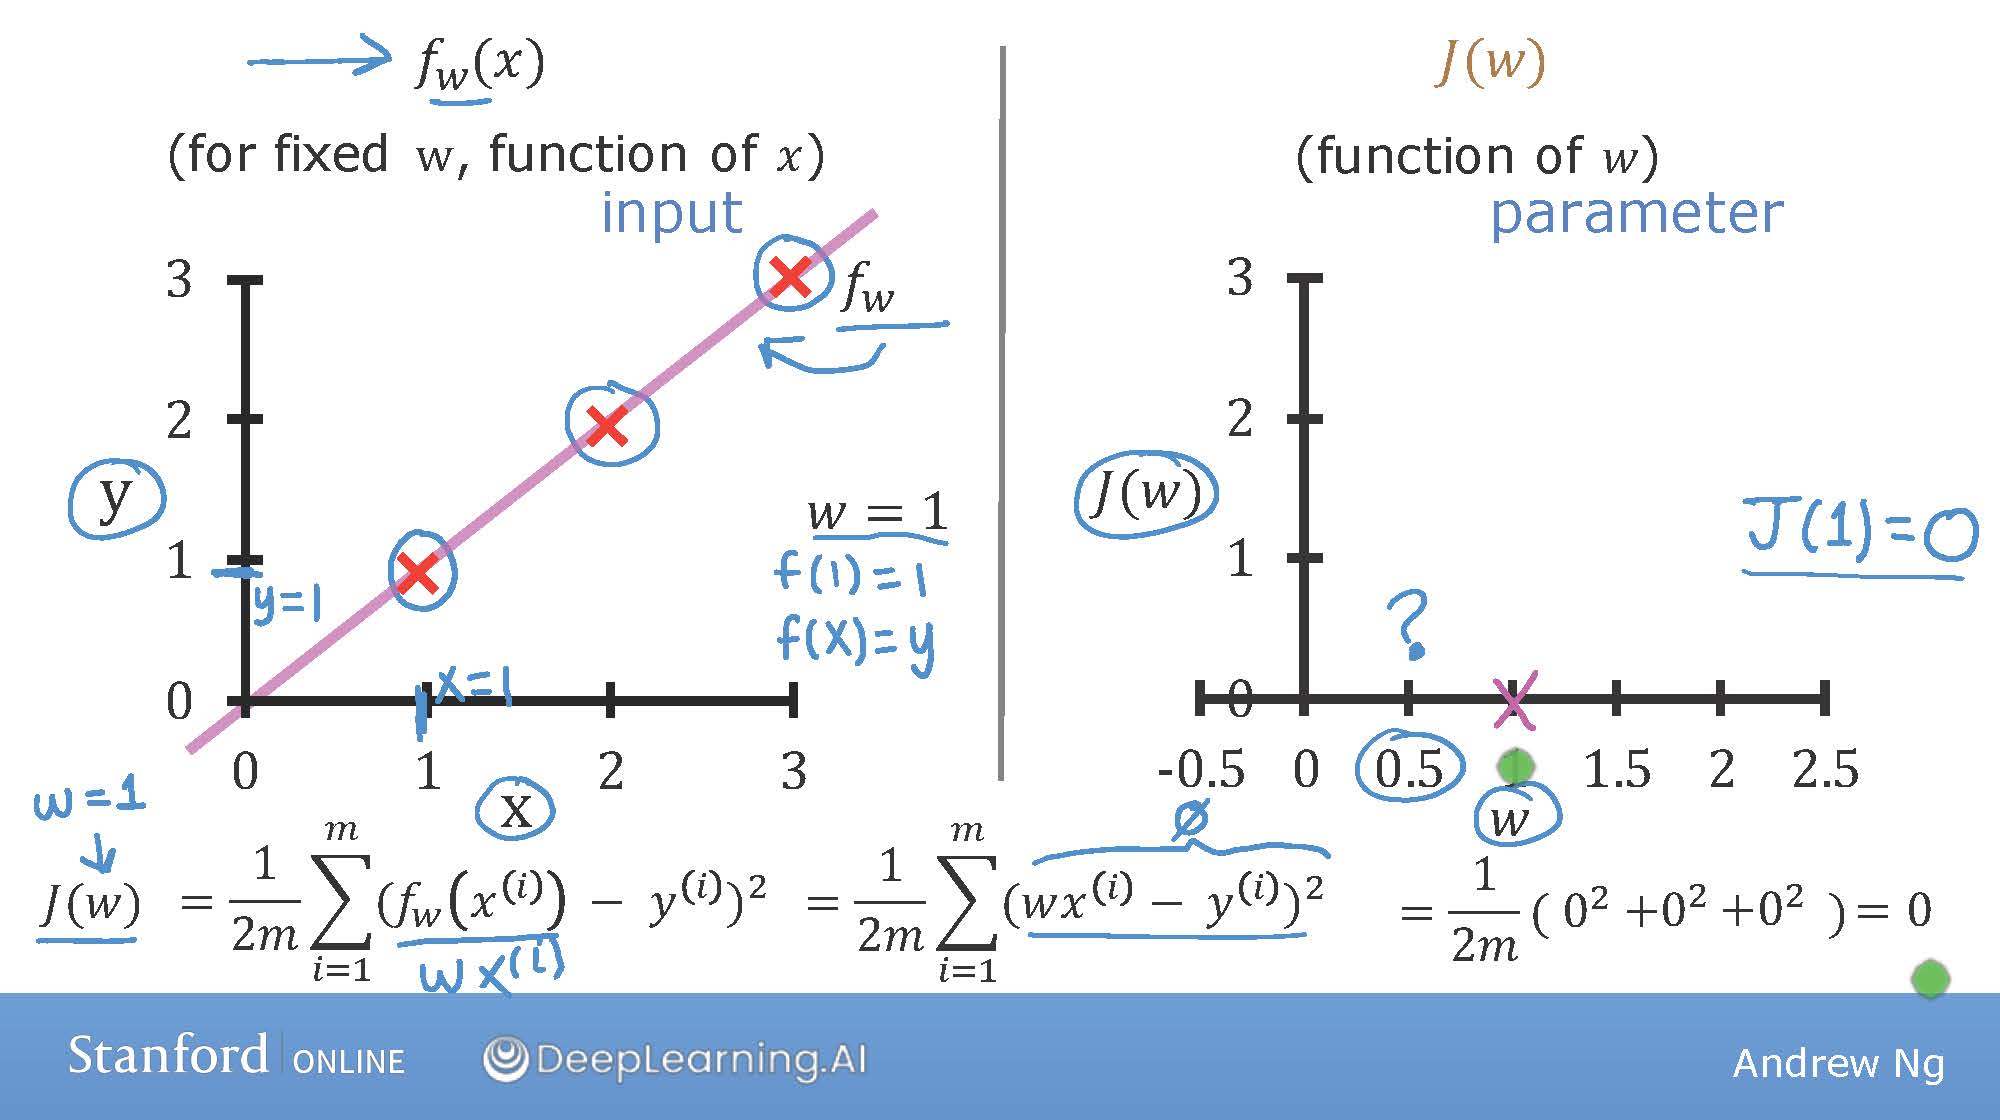 f_w(x)
(for fixed w, function of x)
input
3
2
1
0
y
y=1
x=1
f_w
w = 1
f(1)=1
f(x)=y
0 1 2 3
x
J(w)
(function of w)
parameter
3
2
1
0
J(w)
J(1)=0
?
-0.5 0 0.5 1.5 2 2.5
w
w=1
J(w) = \frac{1}{2m} \sum_{i=1}^{m} (f_w(x^{(i)}) - y^{(i)})^2 = \frac{1}{2m} \sum_{i=1}^{m} (wx^{(i)} - y^{(i)})^2 = \frac{1}{2m} (0^2 +0^2 +0^2) = 0
wx^{(i)}
0
Stanford | ONLINE DeepLearning.AI Andrew Ng